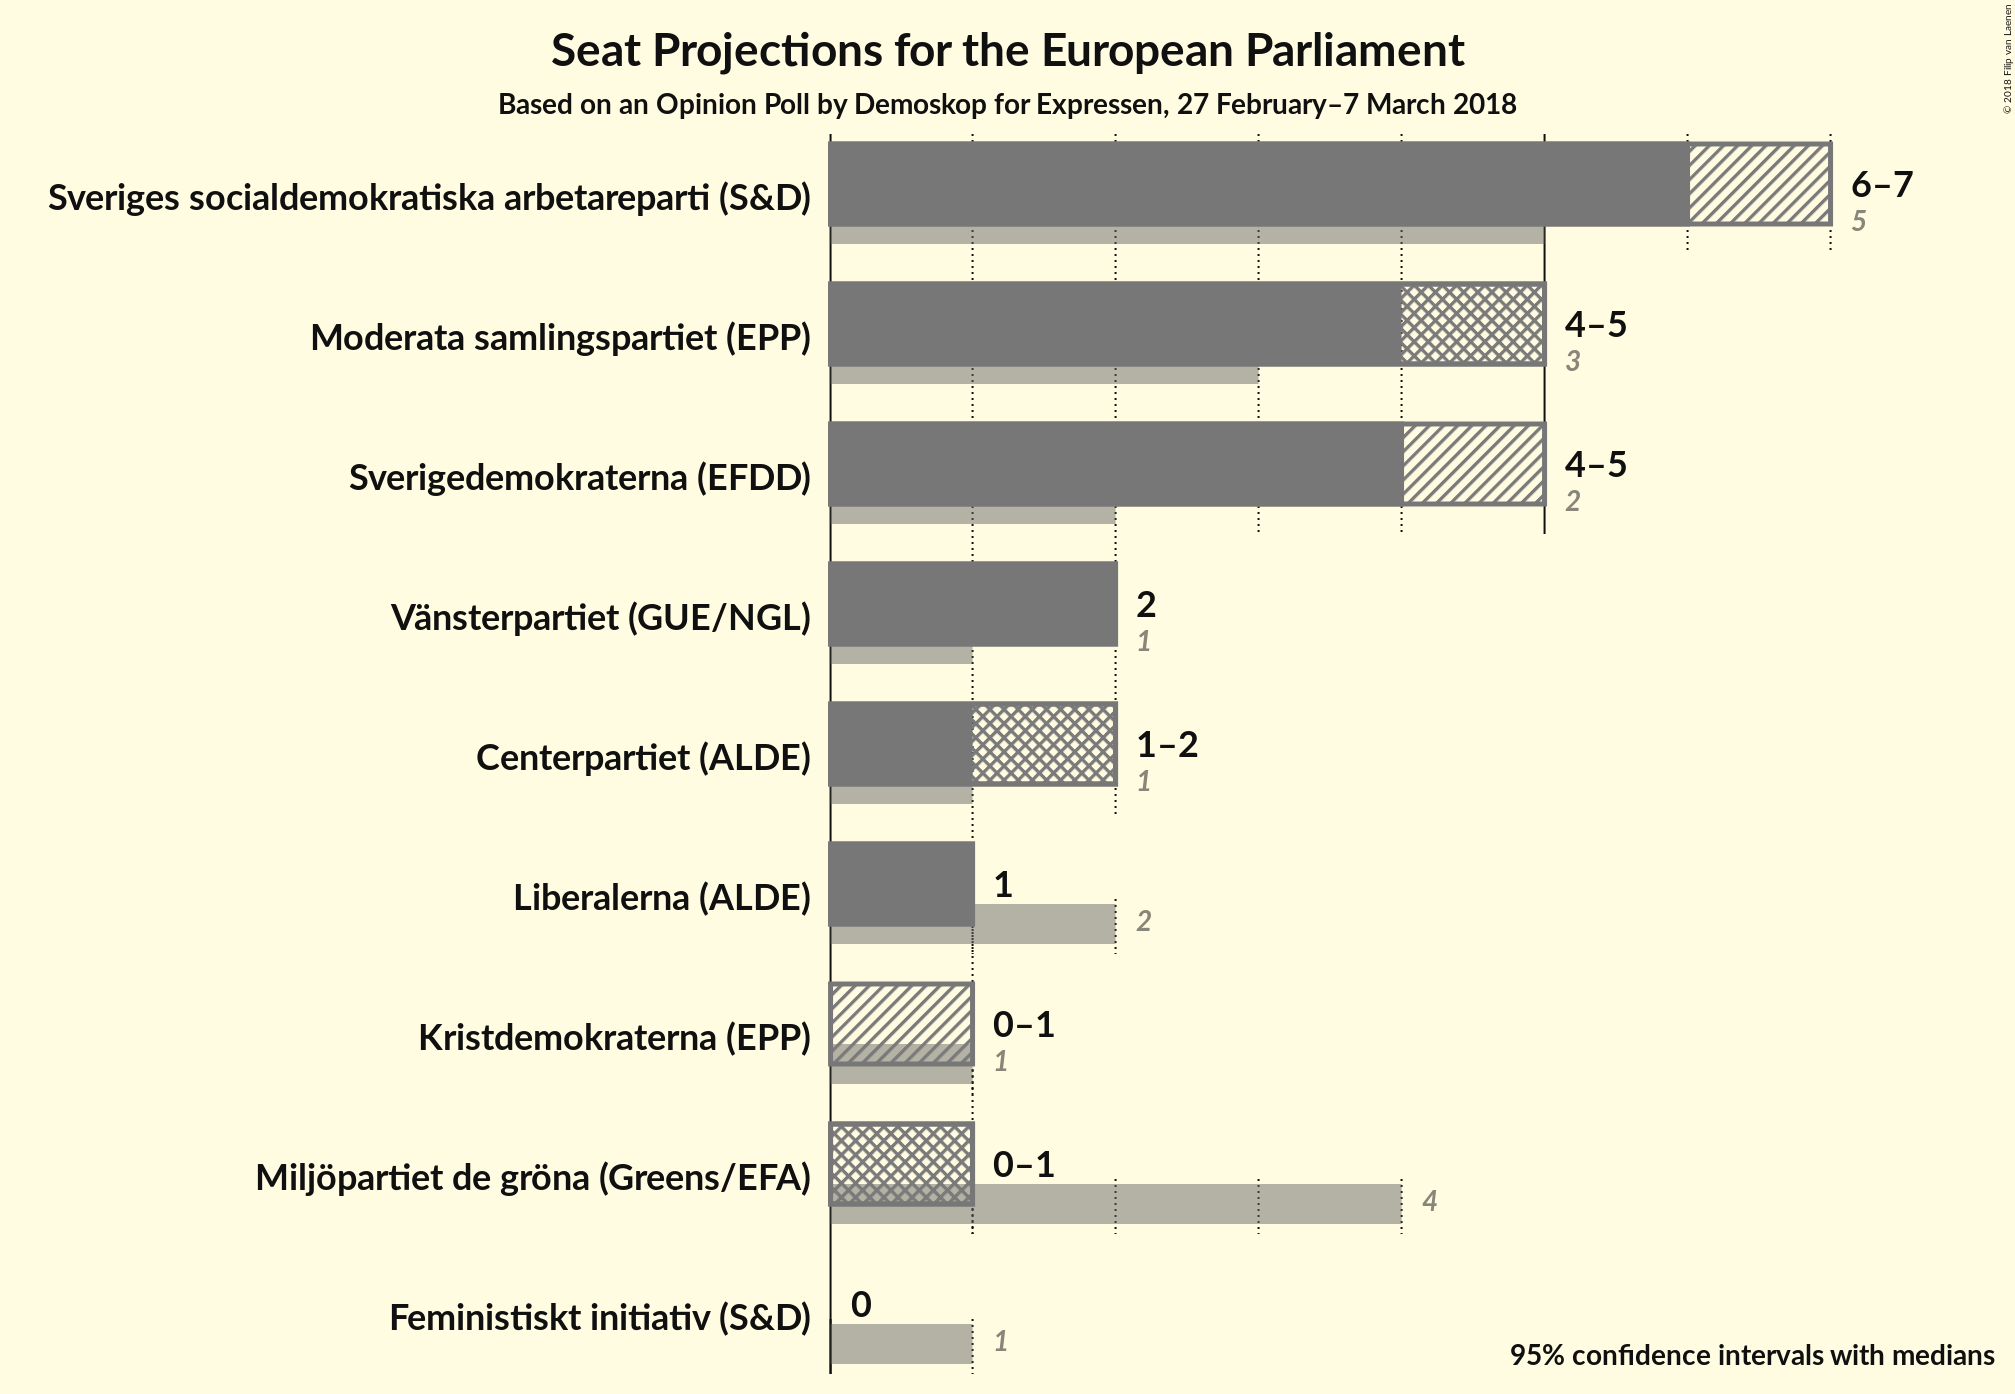 Seat Projections for the European Parliament
Based on an Opinion Poll by Demoskop for Expressen, 27 February–7 March 2018
© 2018 Filip van Laenen
Sveriges socialdemokratiska arbetareparti (S&D)
6–7
5
Moderata samlingspartiet (EPP)
4–5
3
Sverigedemokraterna (EFDD)
4–5
2
Vänsterpartiet (GUE/NGL)
2
1
Centerpartiet (ALDE)
1–2
1
Liberalerna (ALDE)
1
2
Kristdemokraterna (EPP)
0–1
1
Miljöpartiet de gröna (Greens/EFA)
0–1
4
Feministiskt initiativ (S&D)
0
1
95% confidence intervals with medians